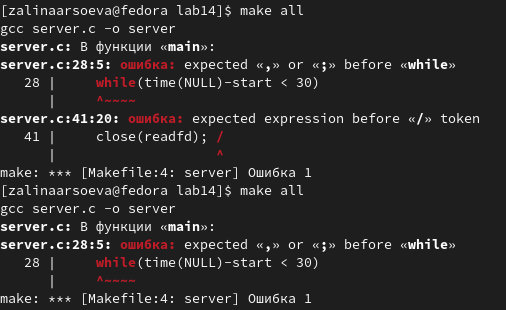 [zalinaarsoeva@fedora lab14]$ make all
gcc server.c -o server
server.c: В функции «main»:
server.c:28:5: ошибка: expected «,» or «;» before «while»
   28 |     while(time(NULL)-start < 30)
      |     ^~~~~
server.c:41:20: ошибка: expected expression before «/» token
   41 |     close(readfd); /
      |                    ^
make: *** [Makefile:4: server] Ошибка 1
[zalinaarsoeva@fedora lab14]$ make all
gcc server.c -o server
server.c: В функции «main»:
server.c:28:5: ошибка: expected «,» or «;» before «while»
   28 |     while(time(NULL)-start < 30)
      |     ^~~~~
make: *** [Makefile:4: server] Ошибка 1